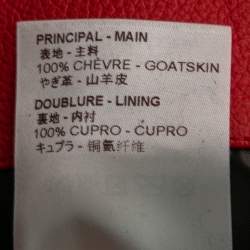 PRINCIPAL - MAIN
表地 - 主料
100% CHÈVRE - GOATSKIN
やぎ革 - 山羊皮
DOUBLURE - LINING
裏地 - 内衬
100% CUPRO - CUPRO
キュプラ - 铜氨纤维